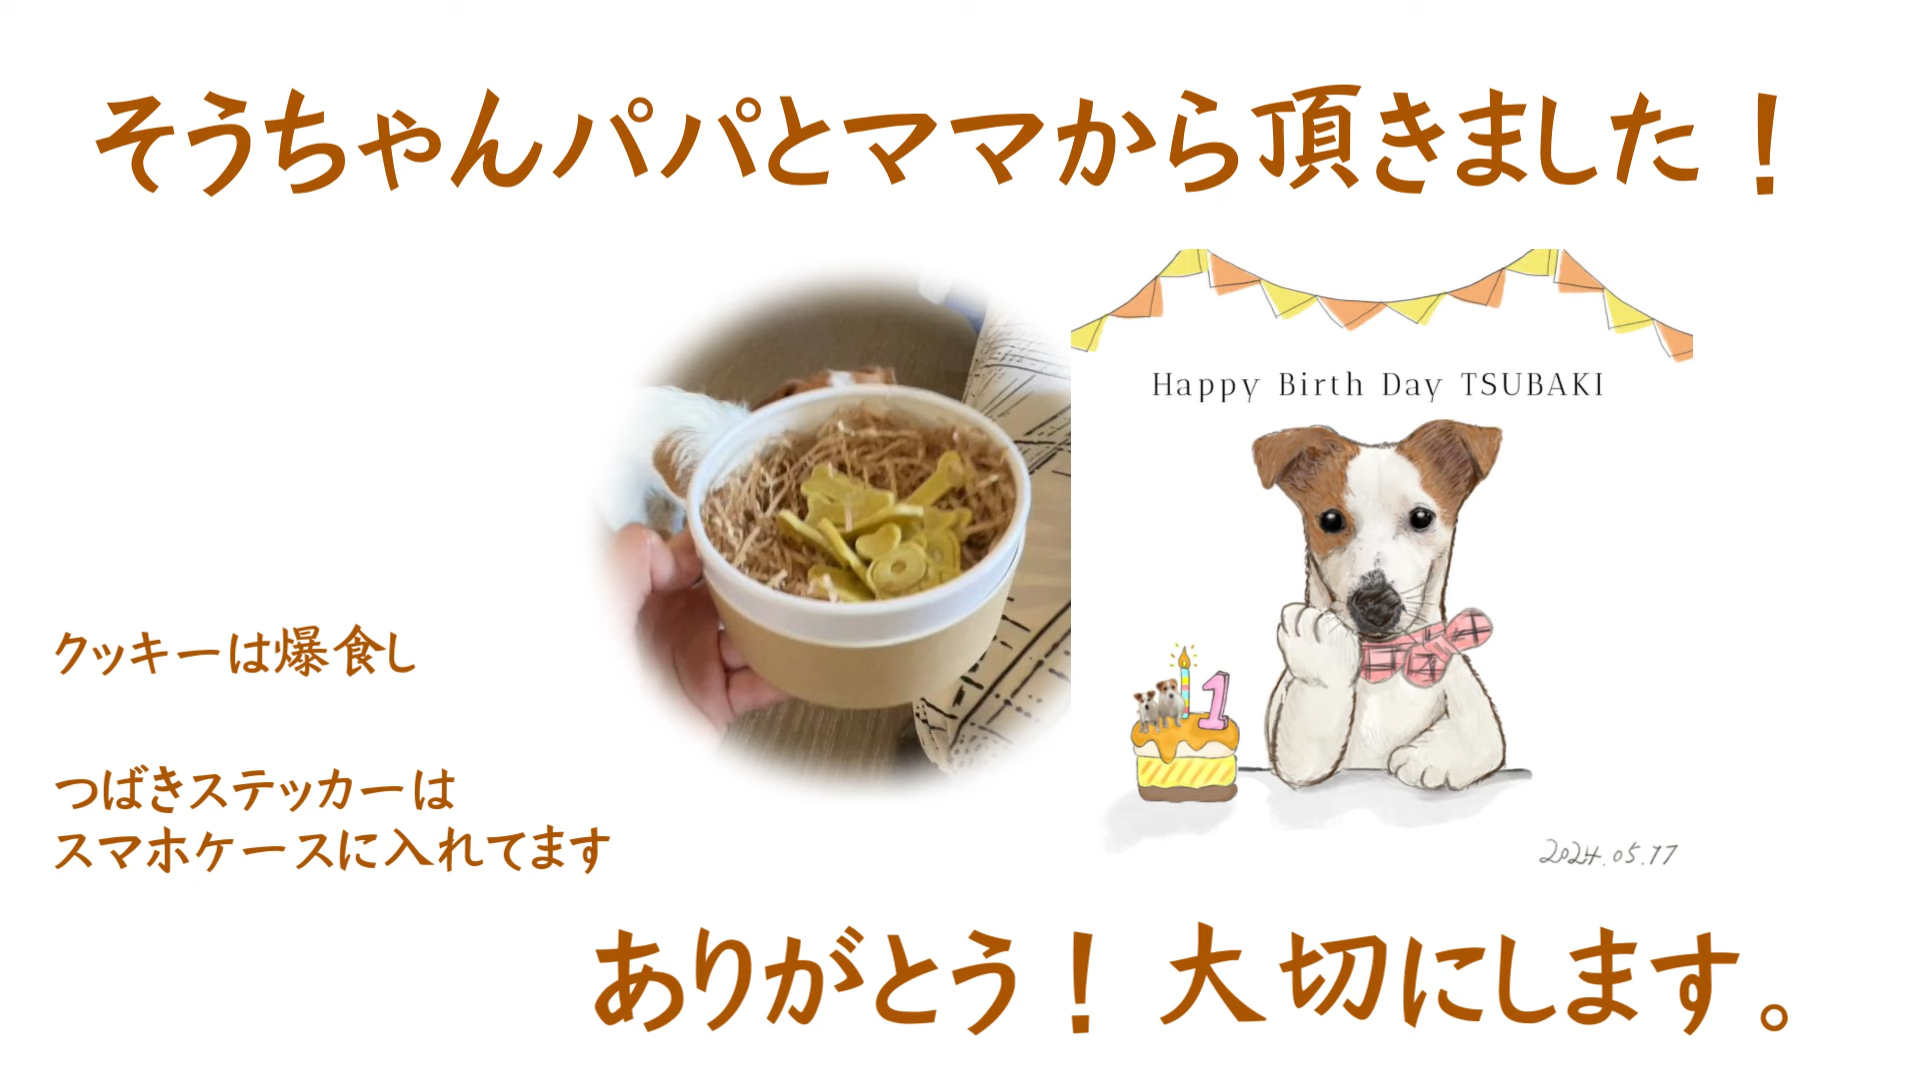 そうちゃんパパとママから頂きました！
Happy Birth Day TSUBAKI
1
クッキーは爆食し
つばきステッカーは
スマホケースに入れてます
2024.05.17
ありがとう！大切にします。